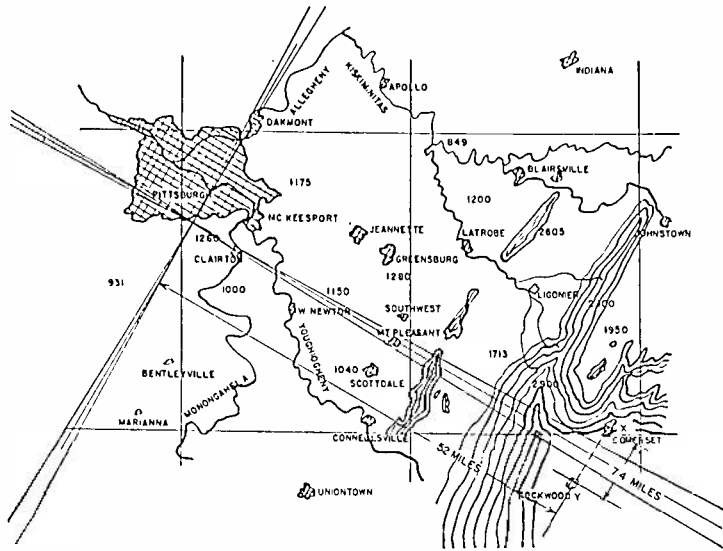 INDIANA
ALLEGHENY
KISKIMINITAS
APOLLO
OAKMONT
849
BLAIRSVILLE
1175
PITTSBURG
1200
MC KEESPORT
JEANNETTE
LATROBE
2605
JOHNSTOWN
1260
CLAIRTON
GREENSBURG
931
1280
1000
1150
LIGONIER
2700
W NEWTON
SOUTHWEST
MT PLEASANT
1950
YOUGHIOGHENY
1713
BENTLEYVILLE
1040
SCOTTDALE
2900
MONONGAHELA
MARIANNA
X
SOMERSET
CONNELLSVILLE
52 MILES
74 MILES
ROCKWOOD Y
UNIONTOWN